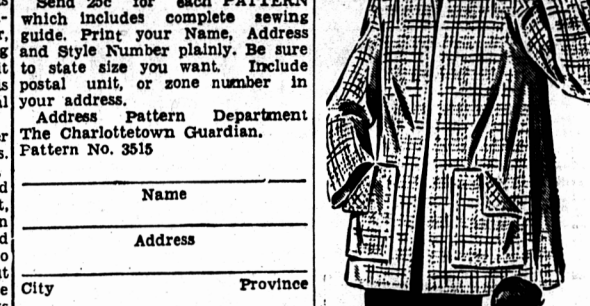 Send 25c for each PATTERN
which includes complete sewing
guide. Print your Name, Address
and Style Number plainly. Be sure
to state size you want. Include
postal unit, or zone number in
your address.
Address Pattern Department
The Charlottetown Guardian.
Pattern No. 3515
Name
Address
City Province